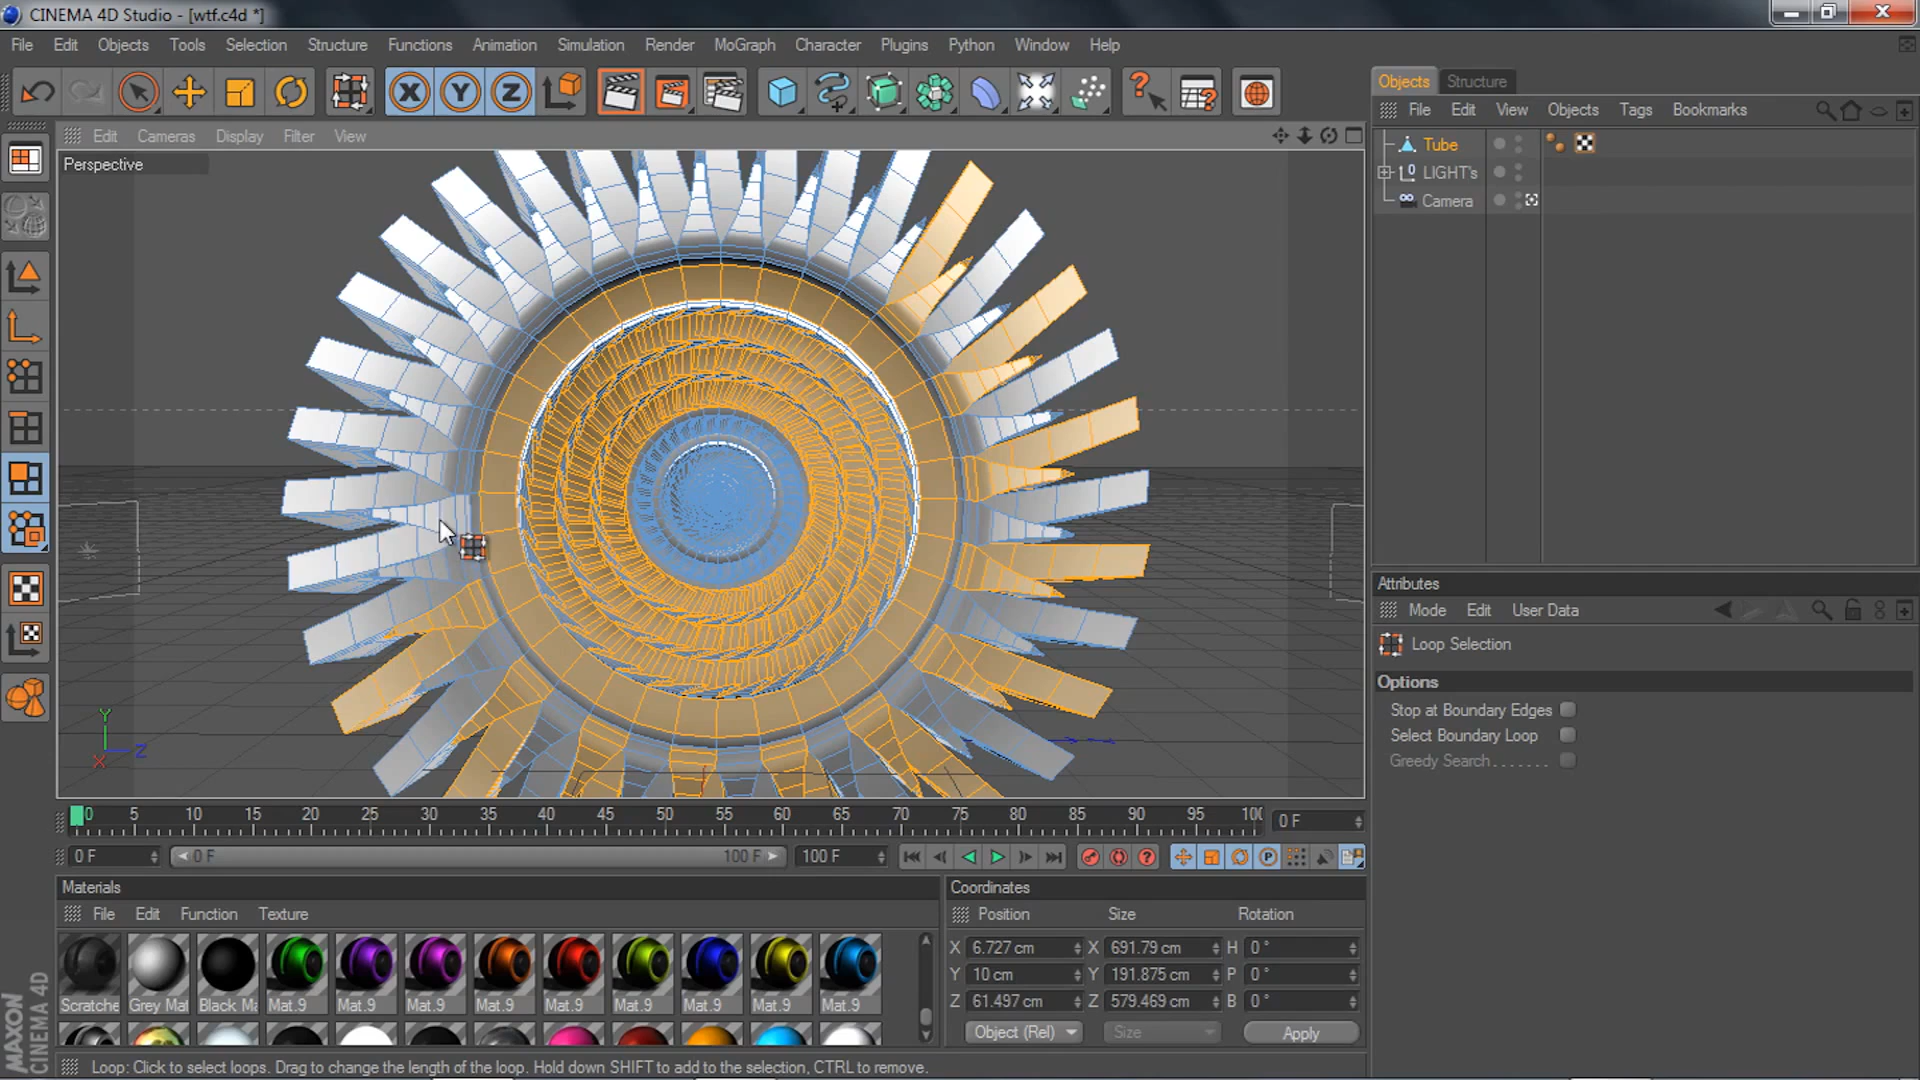 CINEMA 4D Studio - [wtf.c4d *]
File Edit Objects Tools Selection Structure Functions Animation Simulation Render MoGraph Character Plugins Python Window Help
X Y Z
Edit Cameras Display Filter View
Perspective
Y
Z
X
Objects Structure
File Edit View Objects Tags Bookmarks
Tube
LIGHT's
Camera
Attributes
Mode Edit User Data
Loop Selection
Options
Stop at Boundary Edges
Select Boundary Loop
Greedy Search.......
0 5 10 15 20 25 30 35 40 45 50 55 60 65 70 75 80 85 90 95 100 0 F
0 F 0 F 100 F 100 F P
Materials
File Edit Function Texture
Scratche Grey Mat Black Ma Mat.9 Mat.9 Mat.9 Mat.9 Mat.9 Mat.9 Mat.9 Mat.9 Mat.9
Coordinates
Position Size Rotation
X 6.727 cm X 691.79 cm H 0 °
Y 10 cm Y 191.875 cm P 0 °
Z 61.497 cm Z 579.469 cm B 0 °
Object (Rel) Size Apply
MAXON
CINEMA 4D
Loop: Click to select loops. Drag to change the length of the loop. Hold down SHIFT to add to the selection, CTRL to remove.